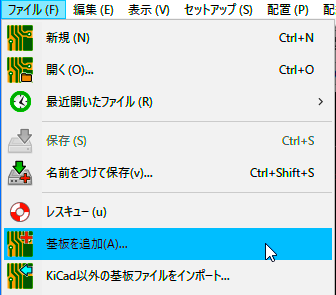 ファイル (F) 編集 (E) 表示 (V) セットアップ (S) 配置 (P)
新規 (N) Ctrl+N
開く(O)... Ctrl+O
最近開いたファイル (R)
保存 (S) Ctrl+S
名前をつけて保存(v)... Ctrl+Shift+S
レスキュー (u)
基板を追加(A)...
KiCad以外の基板ファイルをインポート...